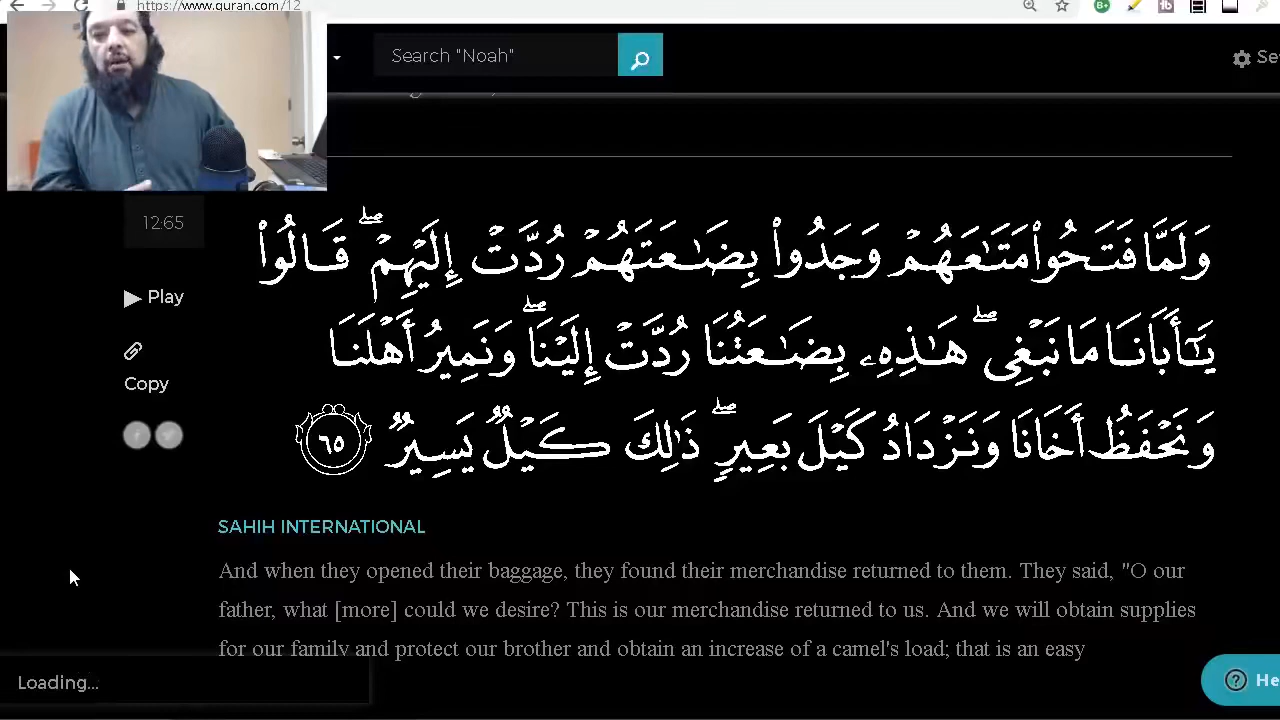 https://www.quran.com/12
Search "Noah"
12:65
Play
Copy
وَلَمَّا فَتَحُوا۟ مَتَـٰعَهُمْ وَجَدُوا۟ بِضَـٰعَتَهُمْ رُدَّتْ إِلَيْهِمْ ۖ قَالُوا۟
يَـٰٓأَبَانَا مَا نَبْغِى ۖ هَـٰذِهِۦ بِضَـٰعَتُنَا رُدَّتْ إِلَيْنَا ۖ وَنَمِيرُ أَهْلَنَا
وَنَحْفَظُ أَخَانَا وَنَزْدَادُ كَيْلَ بَعِيرٍ ۖ ذَٰلِكَ كَيْلٌ يَسِيرٌ ٦٥
SAHIH INTERNATIONAL
And when they opened their baggage, they found their merchandise returned to them. They said, "O our
father, what [more] could we desire? This is our merchandise returned to us. And we will obtain supplies
for our family and protect our brother and obtain an increase of a camel's load; that is an easy
Loading...